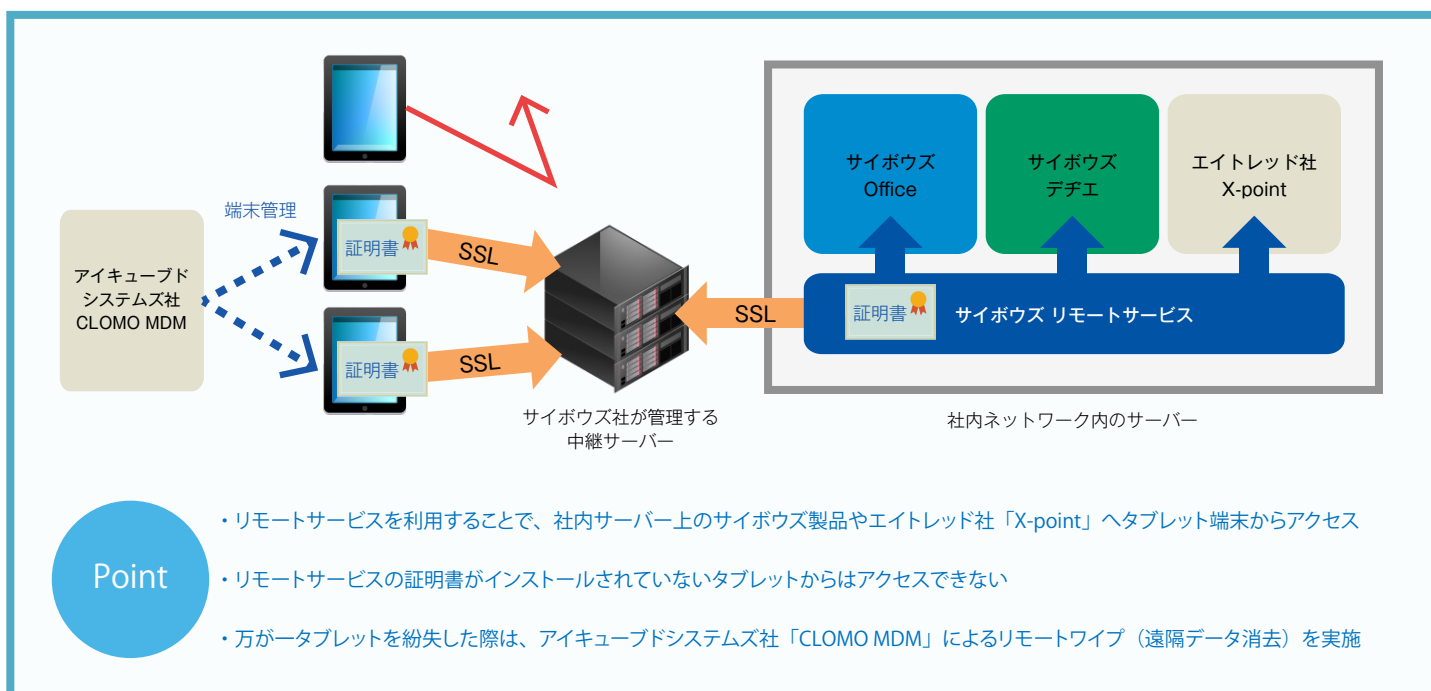 端末管理
アイキューブド
システムズ社
CLOMO MDM
証明書
証明書
SSL
SSL
SSL
サイボウズ社が管理する
中継サーバー
サイボウズ
Office
サイボウズ
デヂエ
エイトレッド社
X-point
証明書
サイボウズ リモートサービス
社内ネットワーク内のサーバー
Point
・リモートサービスを利用することで、社内サーバー上のサイボウズ製品やエイトレッド社「X-point」へタブレット端末からアクセス
・リモートサービスの証明書がインストールされていないタブレットからはアクセスできない
・万が一タブレットを紛失した際は、アイキューブドシステムズ社「CLOMO MDM」によるリモートワイプ（遠隔データ消去）を実施